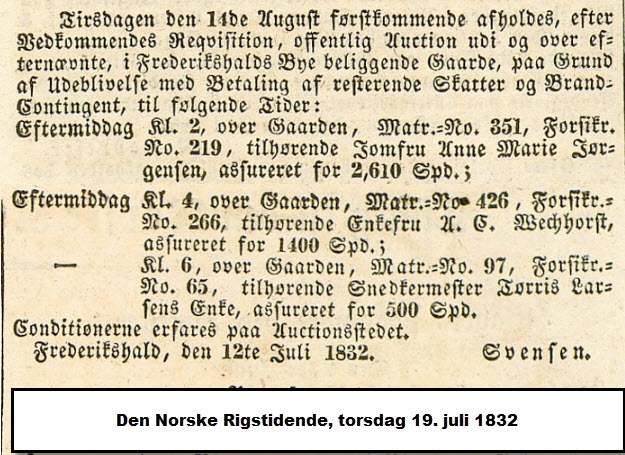 Tirsdagen den 14de August førstkommende afholdes, efter
Vedkommendes Reqvisition, offentlig Auction udi og over ef-
ternævnte, i Frederikshalds Bye beliggende Gaarde, paa Grund
af Udeblivelse med Betaling af resterende Skatter og Brand-
Contingent, til følgende Tider:
Eftermiddag Kl. 2, over Gaarden, Matr.-No. 351, Forsikr.
No. 219, tilhørende Jomfru Anne Marie Jør-
gensen, assureret for 2,610 Spd.;
Eftermiddag Kl. 4, over Gaarden, Matr.-No. 426, Forsikr.-
No. 266, tilhørende Enkefru A. C. Wechhorst,
assureret for 1400 Spd.;
— Kl. 6, over Gaarden, Matr.-No. 97, Forsikr.-
No. 65, tilhørende Snedkermester Tørris Lar-
sens Enke, assureret for 500 Spd.
Conditionerne erfares paa Auctionsstedet.
Frederikshald, den 12te Juli 1832. Svensen.
Den Norske Rigstidende, torsdag 19. juli 1832